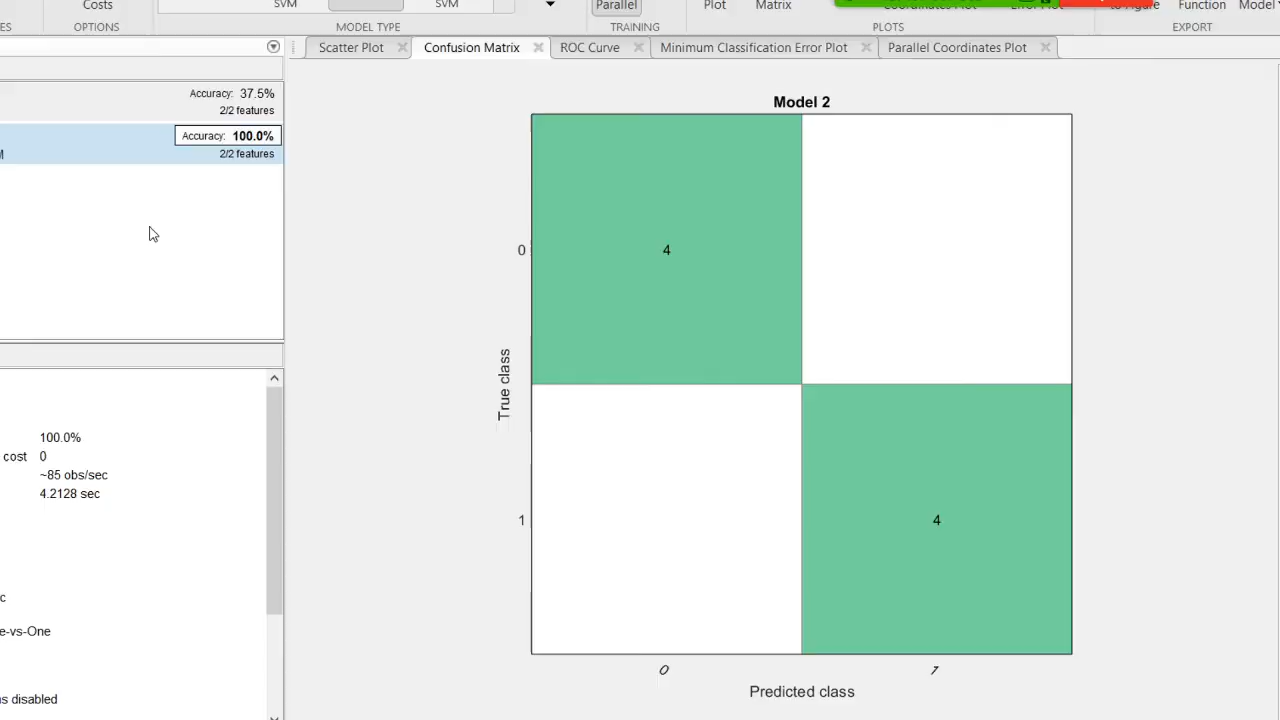 Costs
SVM
SVM
Parallel
Plot
Matrix
Function
Model
OPTIONS
MODEL TYPE
TRAINING
PLOTS
EXPORT
Scatter Plot
Confusion Matrix
ROC Curve
Minimum Classification Error Plot
Parallel Coordinates Plot
Accuracy: 37.5%
2/2 features
Accuracy: 100.0%
2/2 features
100.0%
cost 0
~85 obs/sec
4.2128 sec
e-vs-One
disabled
Model 2
0
4
True class
1
4
0
1
Predicted class